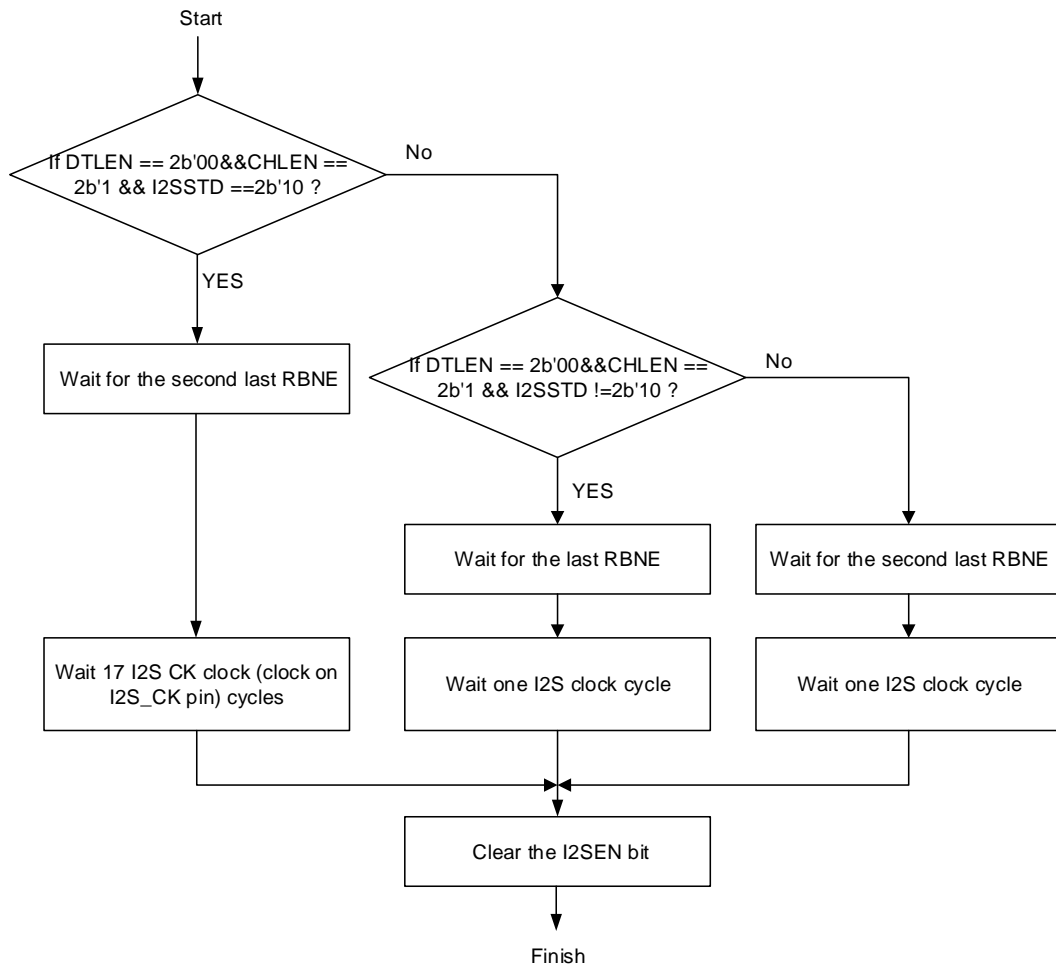 Start
If DTLEN == 2b'00&&CHLEN ==
2b'1 && I2SSTD ==2b'10 ?
No
YES
Wait for the second last RBNE
If DTLEN == 2b'00&&CHLEN ==
2b'1 && I2SSTD !=2b'10 ?
No
YES
Wait for the last RBNE
Wait for the second last RBNE
Wait 17 I2S CK clock (clock on
I2S_CK pin) cycles
Wait one I2S clock cycle
Wait one I2S clock cycle
Clear the I2SEN bit
Finish